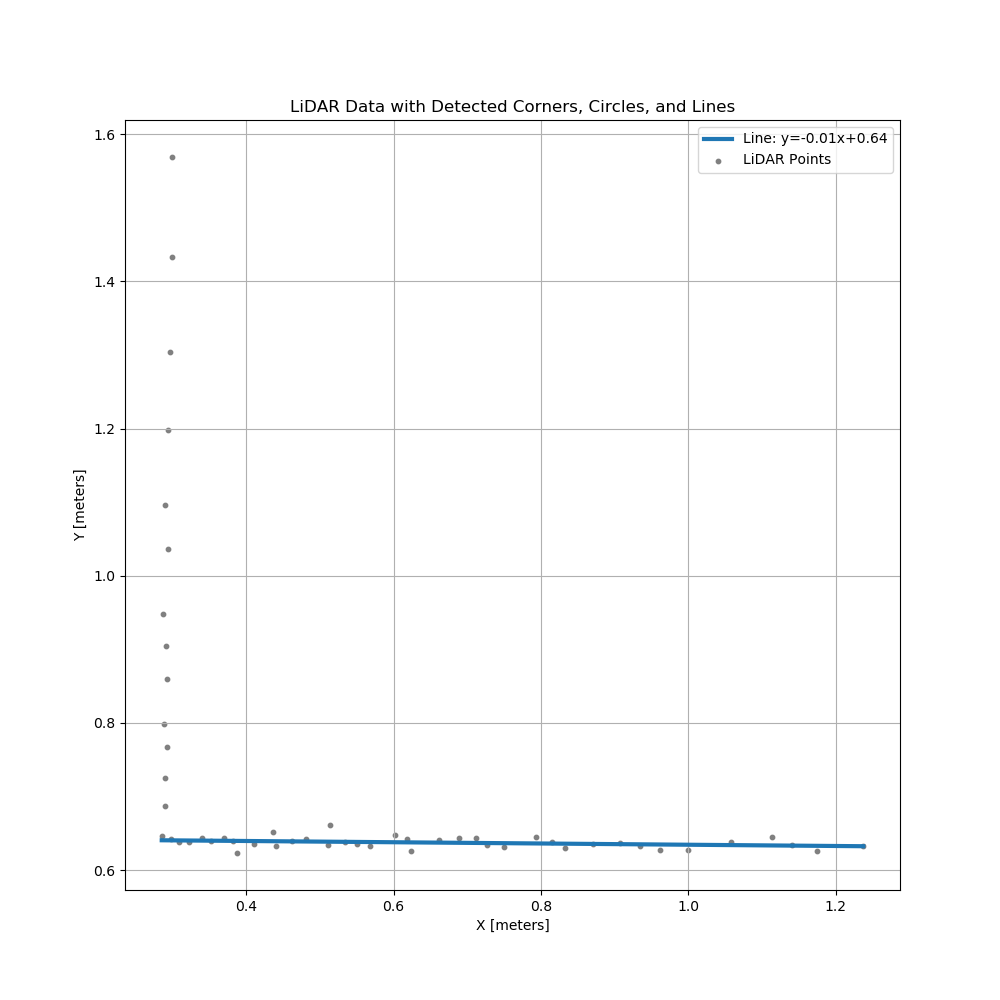 LiDAR Data with Detected Corners, Circles, and Lines
Line: y=-0.01x+0.64
LiDAR Points
1.6
1.4
1.2
1.0
0.8
0.6
Y [meters]
0.4 0.6 0.8 1.0 1.2
X [meters]